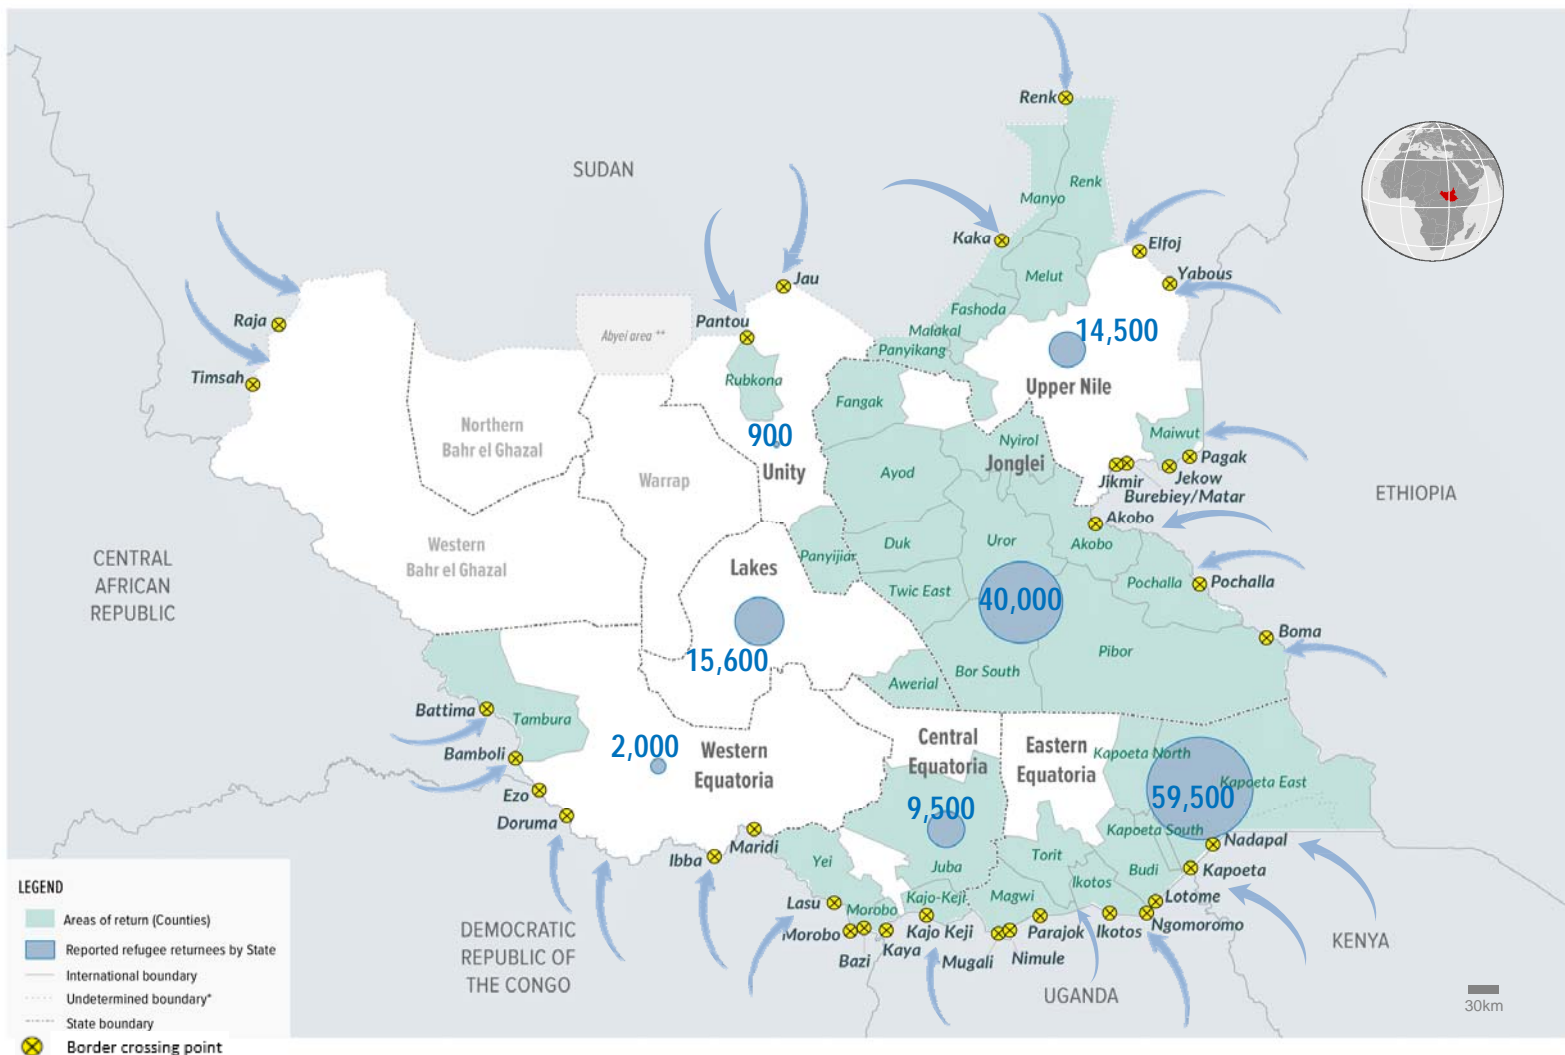 Renk
SUDAN
Renk
Manyo
Kaka
Elfoj
Yabous
Jau
Melut
Raja
Pantou
Fashoda
Abyei area **
Malakal
14,500
Panyikang
Timsah
Rubkona
Upper Nile
Fangak
Northern
Bahr el Ghazal
900
Nyirol
Maiwut
Unity
Jonglei
Pagak
Warrap
Ayod
Jikmir
Jekow
Burebiey/Matar
ETHIOPIA
Akobo
Western
Bahr el Ghazal
Duk
Uror
Akobo
Panyijiar
CENTRAL
AFRICAN
REPUBLIC
Lakes
Pochalla
Pochalla
Twic East
40,000
Boma
15,600
Pibor
Bor South
Awerial
Battima
Tambura
2,000
Western
Equatoria
Central
Equatoria
Eastern
Equatoria
Kapoeta North
Bamboli
Kapoeta East
59,500
Ezo
9,500
Doruma
Kapoeta South
Nadapal
Maridi
Ibba
Yei
Juba
Torit
Budi
Kapoeta
Ikotos
Lasu
Morobo
Kajo-Keji
Magwi
Lotome
Morobo
Bazi
Kaya
Kajo Keji
Mugali
Nimule
Parajok
Ikotos
Ngomoromo
DEMOCRATIC
REPUBLIC OF
THE CONGO
KENYA
UGANDA
30km
LEGEND
Areas of return (Counties)
Reported refugee returnees by State
International boundary
Undetermined boundary*
State boundary
Border crossing point